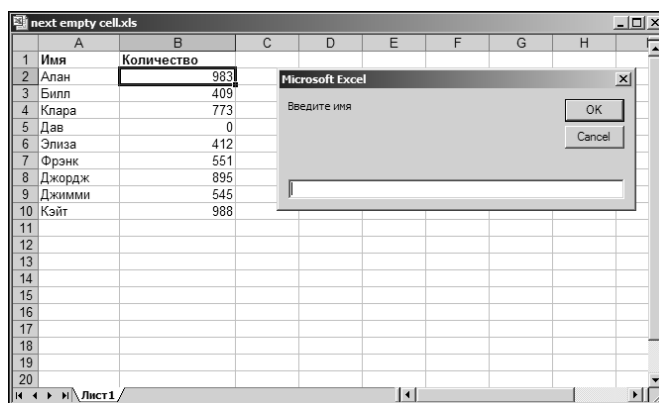 next empty cell.xls
A B C D E F G H
1 Имя Количество
2 Алан 983
3 Билл 409
4 Клара 773
5 Дав 0
6 Элиза 412
7 Фрэнк 551
8 Джордж 895
9 Джимми 545
10 Кэйт 988
11
12
13
14
15
16
17
18
19
20
Microsoft Excel
Введите имя
OK
Cancel
Лист1